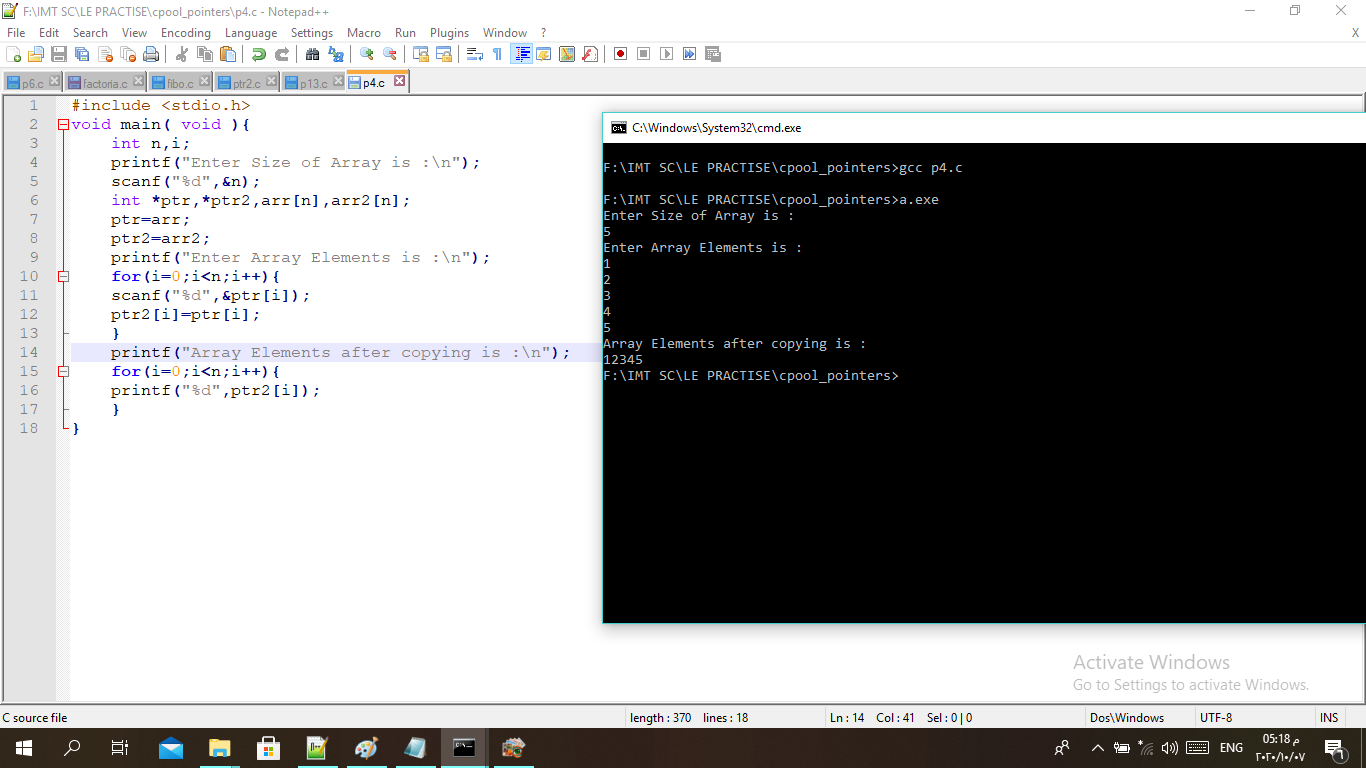 F:\IMT SC\LE PRACTISE\cpool_pointers\p4.c - Notepad++
File Edit Search View Encoding Language Settings Macro Run Plugins Window ? X
p6.c factoria.c fibo.c ptr2.c p13.c p4.c
1 #include <stdio.h>
2 void main( void ){
3 int n,i;
4 printf("Enter Size of Array is :\n");
5 scanf("%d",&n);
6 int *ptr,*ptr2,arr[n],arr2[n];
7 ptr=arr;
8 ptr2=arr2;
9 printf("Enter Array Elements is :\n");
10 for(i=0;i<n;i++){
11 scanf("%d",&ptr[i]);
12 ptr2[i]=ptr[i];
13 }
14 printf("Array Elements after copying is :\n");
15 for(i=0;i<n;i++){
16 printf("%d",ptr2[i]);
17 }
18 }
C:\Windows\System32\cmd.exe
F:\IMT SC\LE PRACTISE\cpool_pointers>gcc p4.c
F:\IMT SC\LE PRACTISE\cpool_pointers>a.exe
Enter Size of Array is :
5
Enter Array Elements is :
1
2
3
4
5
Array Elements after copying is :
12345
F:\IMT SC\LE PRACTISE\cpool_pointers>
Activate Windows
Go to Settings to activate Windows.
C source file length : 370 lines : 18 Ln : 14 Col : 41 Sel : 0 | 0 Dos\Windows UTF-8 INS
ENG
05:18 م
٢٠٢٠/١٠/٠٧
1